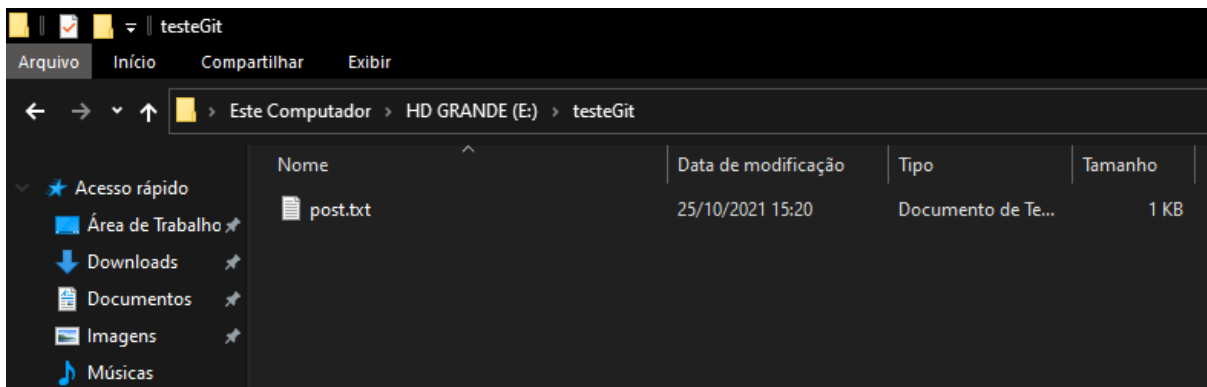 testeGit
Arquivo Início Compartilhar Exibir
Este Computador > HD GRANDE (E:) > testeGit
Nome Data de modificação Tipo Tamanho
Acesso rápido
post.txt 25/10/2021 15:20 Documento de Te... 1 KB
Área de Trabalho
Downloads
Documentos
Imagens
Músicas